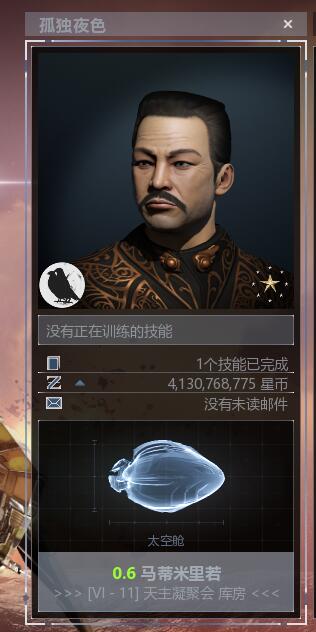 孤独夜色
没有正在训练的技能
1个技能已完成
4,130,768,775 星币
没有未读邮件
太空舱
0.6 马蒂米里若
>>> [VI - 11] 天主凝聚会 库房 <<<